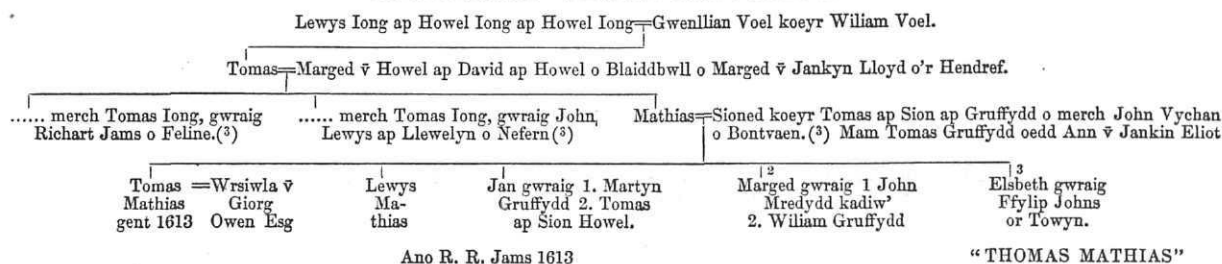 Lewys Iong ap Howel Iong ap Howel Iong=Gwenllian Voel koeyr Wiliam Voel.
Tomas=Marged v̄ Howel ap David ap Howel o Blaiddbwll o Marged v̄ Jankyn Lloyd o'r Hendref.
...... merch Tomas Iong, gwraig
Richart Jams o Feline.(³)
...... merch Tomas Iong, gwraig John,
Lewys ap Llewelyn o Nefern(³)
Mathias=Sioned koeyr Tomas ap Sion ap Gruffydd o merch John Vychan
o Bontvaen.(³) Mam Tomas Gruffydd oedd Ann v̄ Jankin Eliot
Tomas =Wrsiwla v̄
Mathias Giorg
gent 1613 Owen Esg
Lewys
Ma-
thias
Jan gwraig 1. Martyn
Gruffydd 2. Tomas
ap Sion Howel.
2
Marged gwraig 1 John
Mredydd kadiw'
2. Wiliam Gruffydd
3
Elsbeth gwraig
Ffylip Johns
or Towyn.
Ano R. R. Jams 1613
"THOMAS MATHIAS"